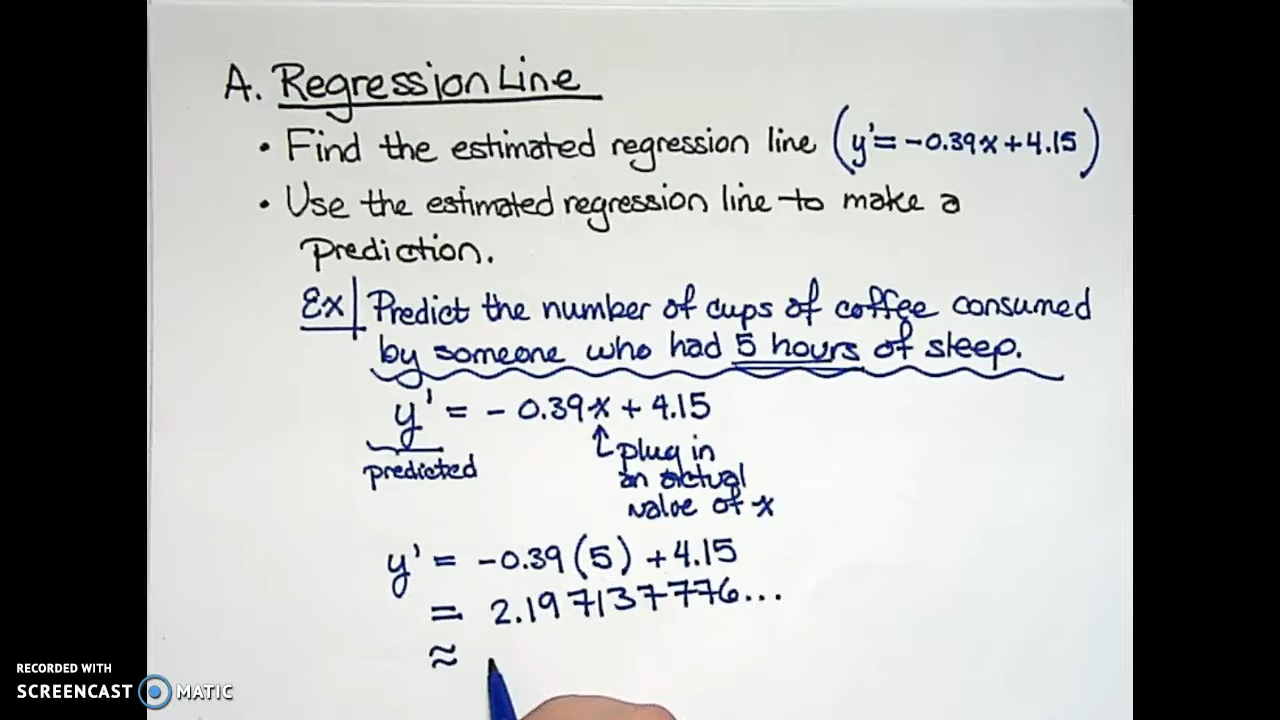 A. Regression Line
• Find the estimated regression line (y' = -0.39x + 4.15)
• Use the estimated regression line to make a
prediction.
Ex| Predict the number of cups of coffee consumed
by someone who had 5 hours of sleep.
y' = - 0.39x + 4.15
predicted
plug in
an actual
value of x
y' = -0.39(5) + 4.15
= 2.197137776...
≈
RECORDED WITH
SCREENCAST MATIC